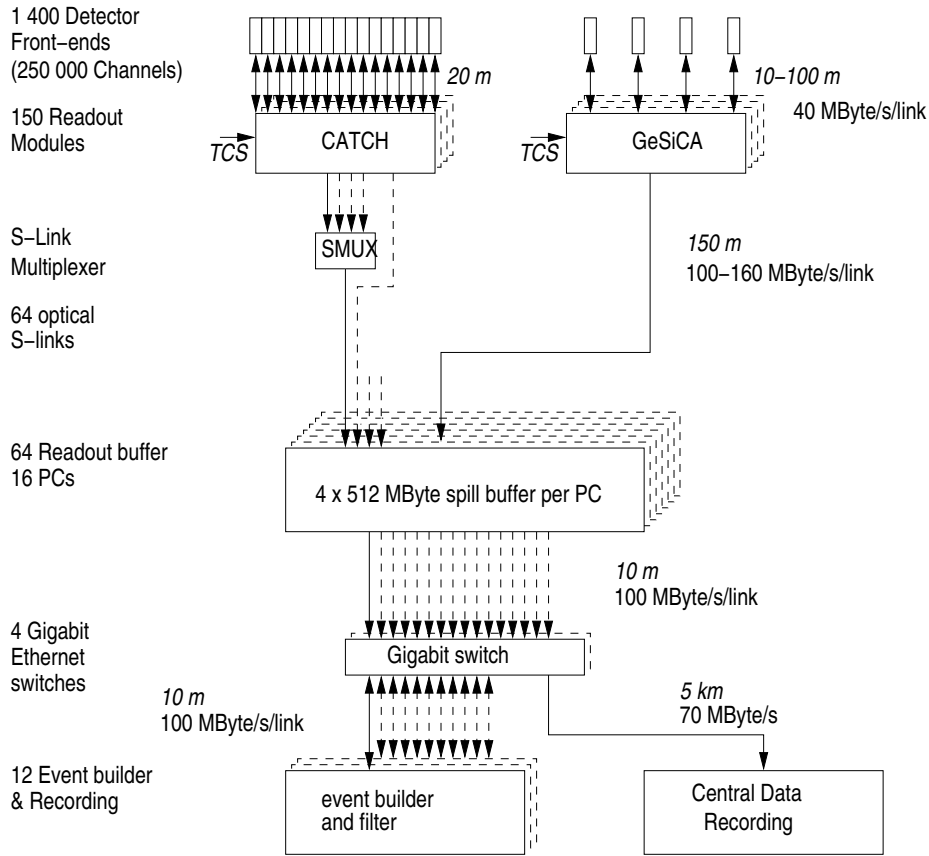 1 400 Detector
Front−ends
(250 000 Channels)
20 m
10−100 m
40 MByte/s/link
150 Readout
Modules
TCS
CATCH
TCS
GeSiCA
S−Link
Multiplexer
SMUX
150 m
100−160 MByte/s/link
64 optical
S−links
64 Readout buffer
16 PCs
4 x 512 MByte spill buffer per PC
10 m
100 MByte/s/link
4 Gigabit
Ethernet
switches
Gigabit switch
10 m
100 MByte/s/link
5 km
70 MByte/s
12 Event builder
& Recording
event builder
and filter
Central Data
Recording